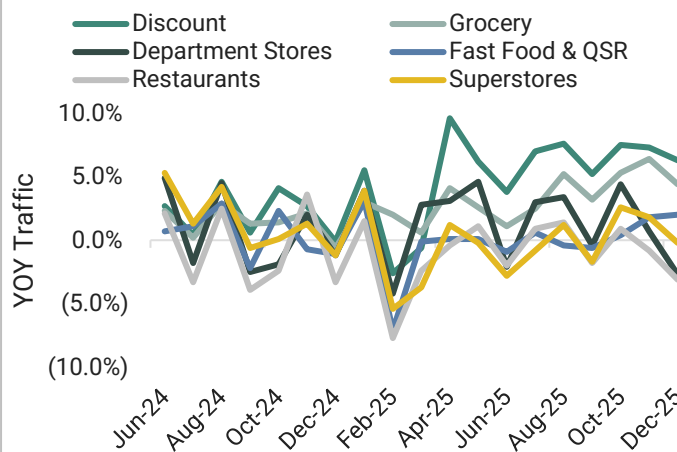 Discount Grocery
Department Stores Fast Food & QSR
Restaurants Superstores
10.0%
5.0%
0.0%
(5.0%)
(10.0%)
YOY Traffic
Jun-24 Aug-24 Oct-24 Dec-24 Feb-25 Apr-25 Jun-25 Aug-25 Oct-25 Dec-25